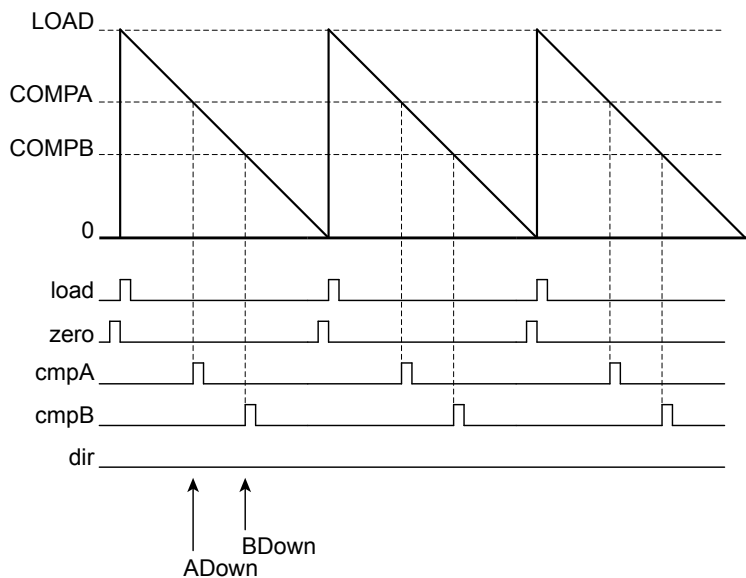 LOAD
COMPA
COMPB
0
load
zero
cmpA
cmpB
dir
BDown
ADown